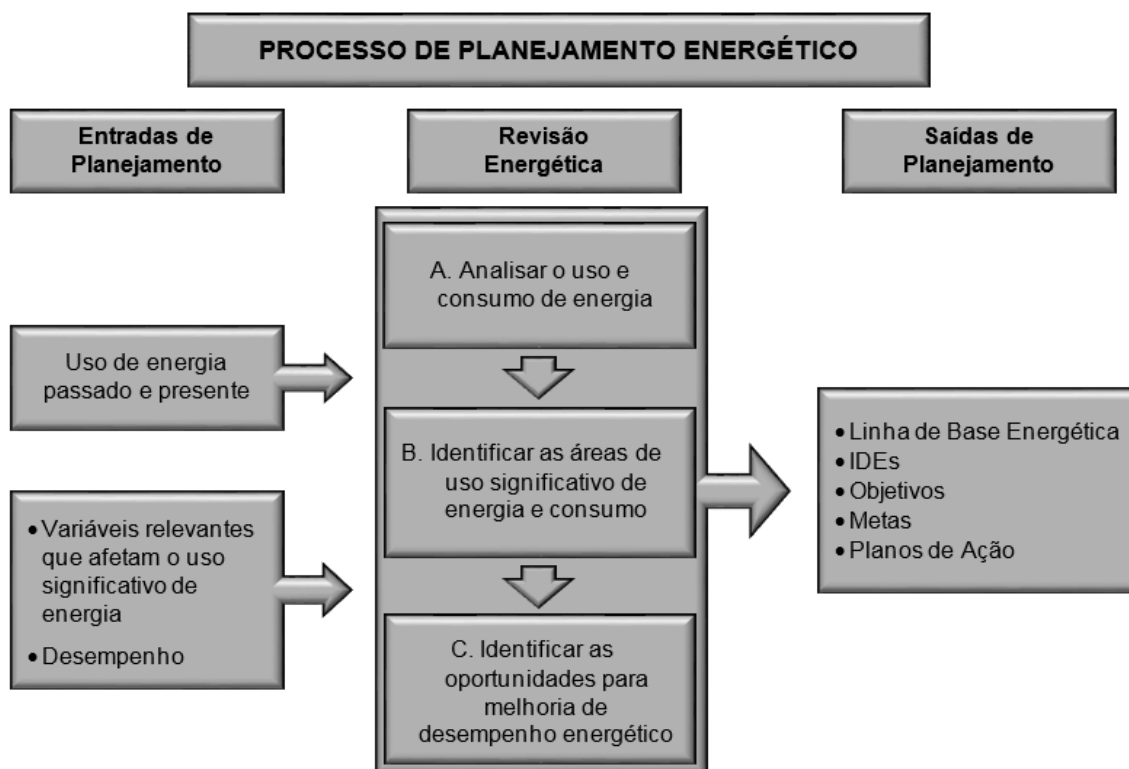 PROCESSO DE PLANEJAMENTO ENERGÉTICO
Entradas de
Planejamento
Revisão
Energética
Saídas de
Planejamento
A. Analisar o uso e
consumo de energia
Uso de energia
passado e presente
B. Identificar as áreas de
uso significativo de
energia e consumo
• Linha de Base Energética
• IDEs
• Objetivos
• Metas
• Planos de Ação
• Variáveis relevantes
que afetam o uso
significativo de
energia
• Desempenho
C. Identificar as
oportunidades para
melhoria de
desempenho energético